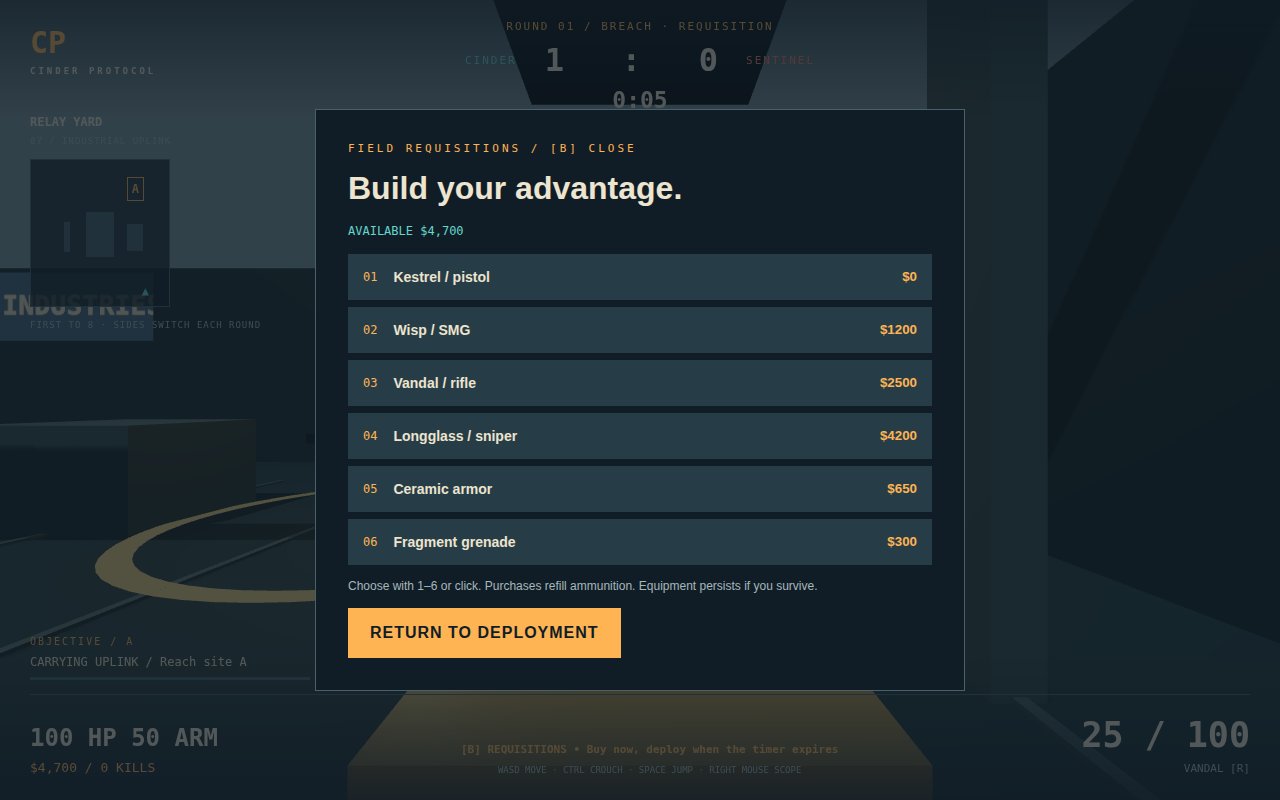 CP
CINDER PROTOCOL
ROUND 01 / BREACH · REQUISITION
CINDER 1 : 0 SENTINEL
0:05
RELAY YARD
07 / INDUSTRIAL UPLINK
A
INDUSTRIES
FIRST TO 8 · SIDES SWITCH EACH ROUND
FIELD REQUISITIONS / [B] CLOSE
Build your advantage.
AVAILABLE $4,700
01 Kestrel / pistol $0
02 Wisp / SMG $1200
03 Vandal / rifle $2500
04 Longglass / sniper $4200
05 Ceramic armor $650
06 Fragment grenade $300
Choose with 1–6 or click. Purchases refill ammunition. Equipment persists if you survive.
RETURN TO DEPLOYMENT
OBJECTIVE / A
CARRYING UPLINK / Reach site A
100 HP 50 ARM
$4,700 / 0 KILLS
[B] REQUISITIONS • Buy now, deploy when the timer expires
WASD MOVE · CTRL CROUCH · SPACE JUMP · RIGHT MOUSE SCOPE
25 / 100
VANDAL [R]